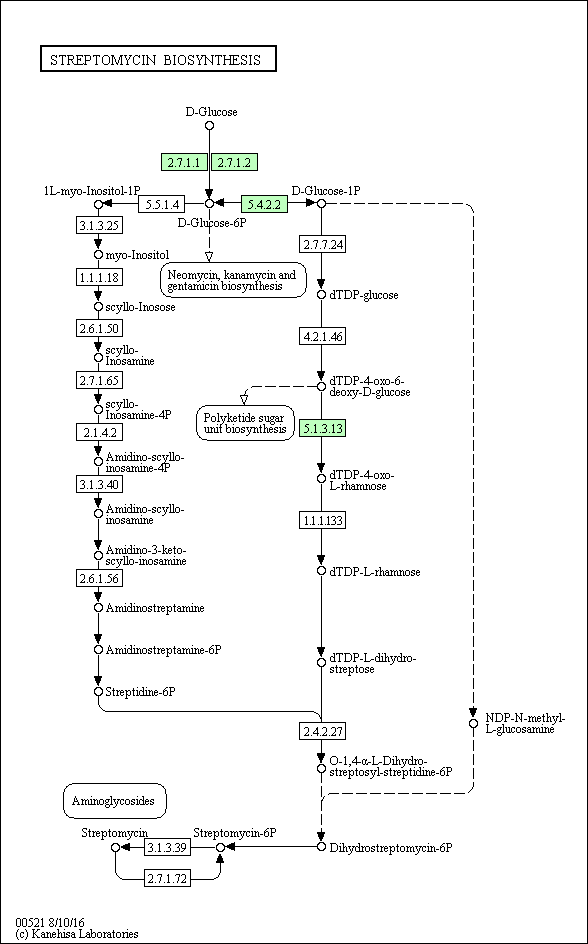 STREPTOMYCIN BIOSYNTHESIS
D-Glucose
2.7.1.1
2.7.1.2
1L-myo-Inositol-1P
5.5.1.4
5.4.2.2
D-Glucose-1P
D-Glucose-6P
3.1.3.25
2.7.7.24
myo-Inositol
Neomycin, kanamycin and
gentamicin biosynthesis
1.1.1.18
dTDP-glucose
scyllo-Inosose
2.6.1.50
4.2.1.46
scyllo-
Inosamine
2.7.1.65
dTDP-4-oxo-6-
deoxy-D-glucose
scyllo-
Inosamine-4P
Polyketide sugar
unit biosynthesis
5.1.3.13
2.1.4.2
Amidino-scyllo-
inosamine-4P
3.1.3.40
dTDP-4-oxo-
L-rhamnose
Amidino-scyllo-
inosamine
1.1.1.133
Amidino-3-keto-
scyllo-inosamine
2.6.1.56
dTDP-L-rhamnose
Amidinostreptamine
Amidinostreptamine-6P
dTDP-L-dihydro-
streptose
Streptidine-6P
2.4.2.27
NDP-N-methyl-
L-glucosamine
O-1,4-α-L-Dihydro-
streptosyl-streptidine-6P
Aminoglycosides
Streptomycin
3.1.3.39
Streptomycin-6P
Dihydrostreptomycin-6P
2.7.1.72
00521 8/10/16
(c) Kanehisa Laboratories